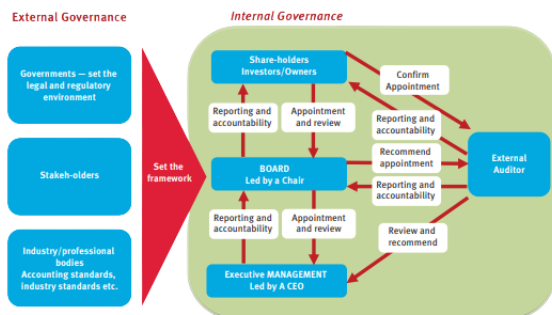 External Governance
Internal Governance
Governments — set the
legal and regulatory
environment
Stakeh-olders
Industry/professional
bodies
Accounting standards,
industry standards etc.
Set the
framework
Share-holders
Investors/Owners
Reporting and
accountability
Appointment
and review
BOARD
Led by a Chair
Reporting and
accountability
Appointment
and review
Executive MANAGEMENT
Led by A CEO
Confirm
Appointment
Reporting and
accountability
Recommend
appointment
Reporting and
accountability
Review and
recommend
External
Auditor